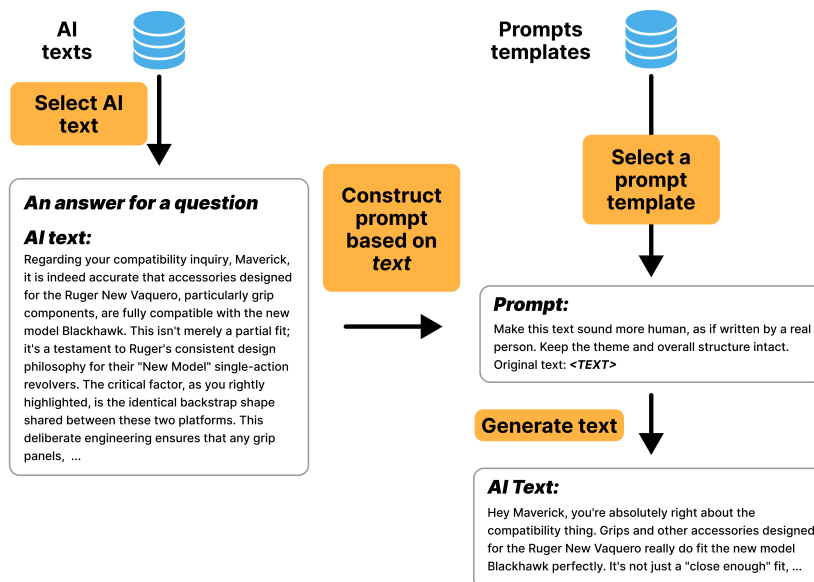 AI
texts
Select AI
text
An answer for a question
AI text:
Regarding your compatibility inquiry, Maverick,
it is indeed accurate that accessories designed
for the Ruger New Vaquero, particularly grip
components, are fully compatible with the new
model Blackhawk. This isn't merely a partial fit;
it's a testament to Ruger's consistent design
philosophy for their "New Model" single-action
revolvers. The critical factor, as you rightly
highlighted, is the identical backstrap shape
shared between these two platforms. This
deliberate engineering ensures that any grip
panels, ...
Construct
prompt
based on
text
Prompts
templates
Select a
prompt
template
Prompt:
Make this text sound more human, as if written by a real
person. Keep the theme and overall structure intact.
Original text: <TEXT>
Generate text
AI Text:
Hey Maverick, you're absolutely right about the
compatibility thing. Grips and other accessories designed
for the Ruger New Vaquero really do fit the new model
Blackhawk perfectly. It's not just a "close enough" fit, ...